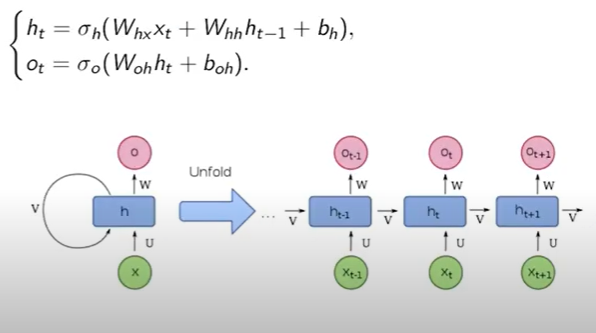 hₜ = σₕ(Wₕₓxₜ + Wₕₕhₜ₋₁ + bₕ),
oₜ = σₒ(Wₒₕhₜ + bₒₕ).
o oₜ₋₁ oₜ oₜ₊₁
Unfold
W W W W
V h ... V hₜ₋₁ V hₜ V hₜ₊₁ V
U U U U
x xₜ₋₁ xₜ xₜ₊₁